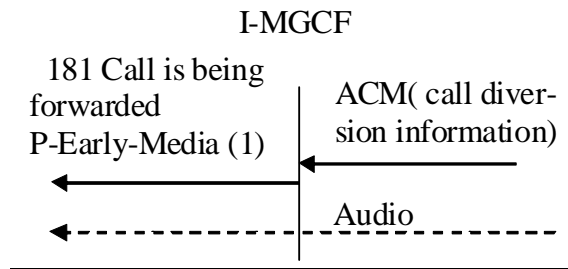 I-MGCF
181 Call is being
forwarded
P-Early-Media (1)
ACM( call diver-
sion information)
Audio